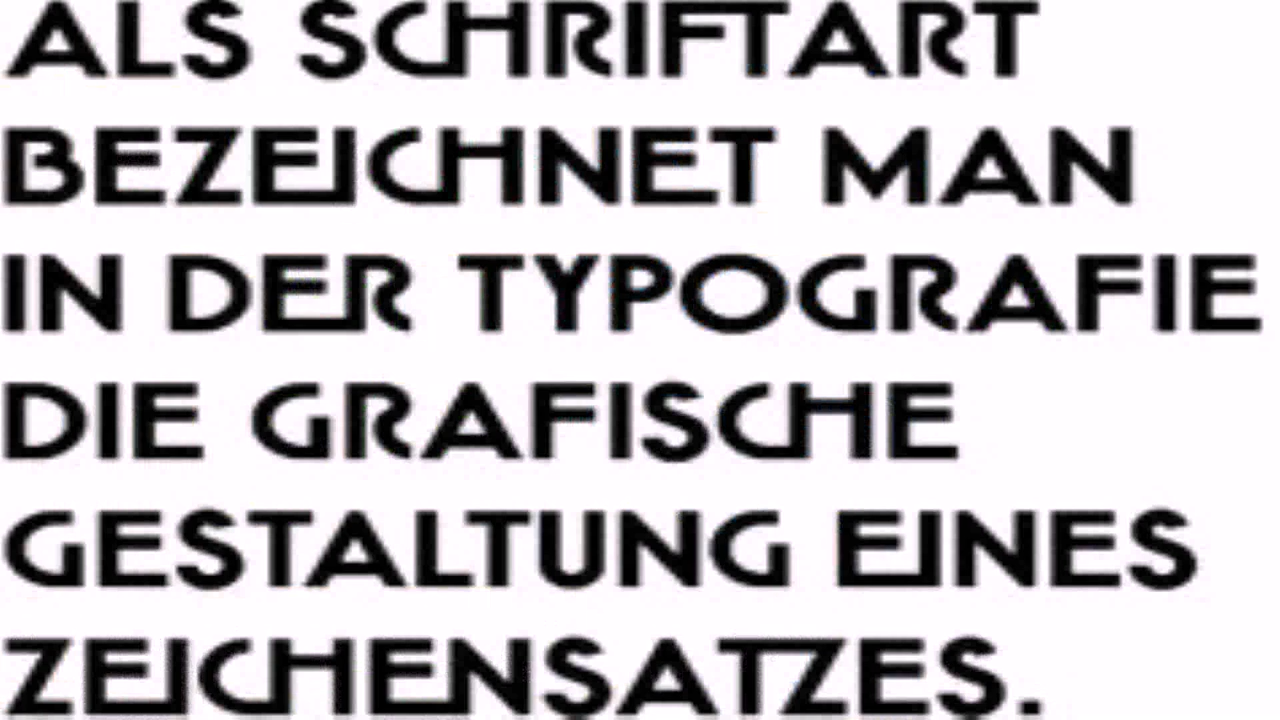 ALS SCHRIFTART
BEZEICHNET MAN
IN DER TYPOGRAFIE
DIE GRAFISCHE
GESTALTUNG EINES
ZEICHENSATZES.